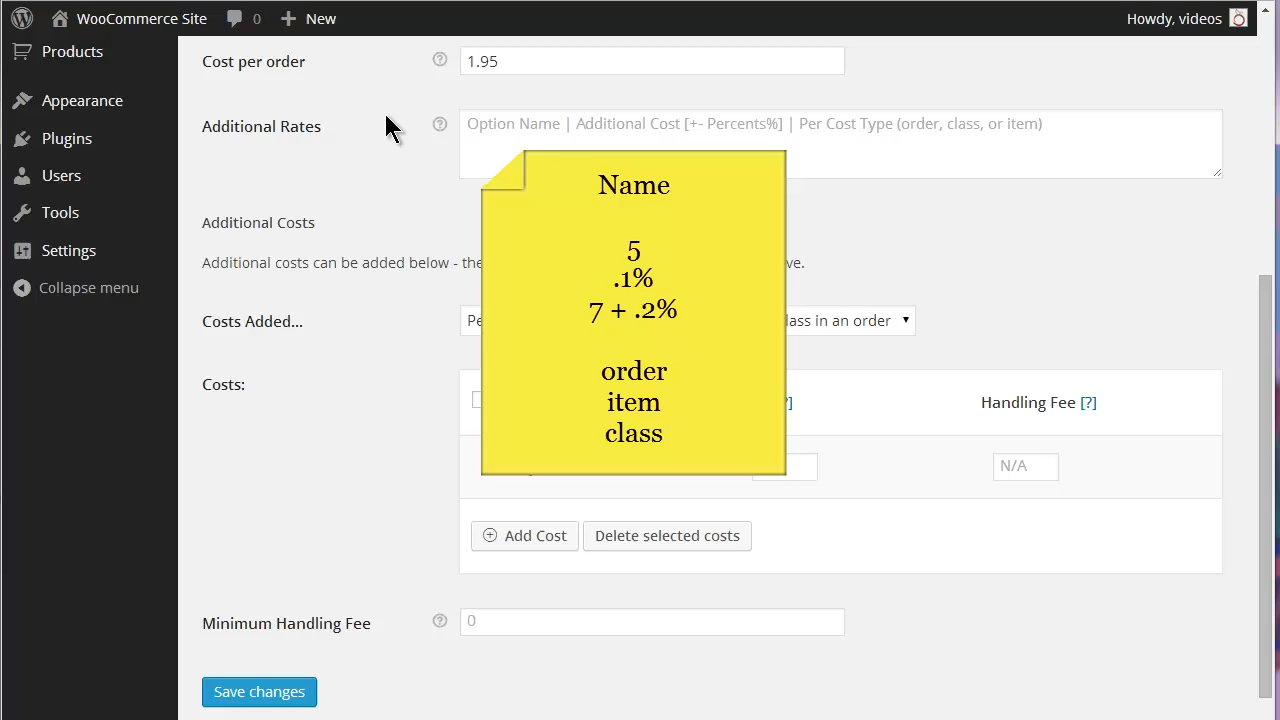 WooCommerce Site 0 New Howdy, videos
Products
Appearance
Plugins
Users
Tools
Settings
Collapse menu
Cost per order 1.95
Additional Rates Option Name | Additional Cost [+- Percents%] | Per Cost Type (order, class, or item)
Additional Costs
Additional costs can be added below - the
Costs Added... lass in an order
Costs:
Handling Fee [?]
N/A
Add Cost Delete selected costs
Minimum Handling Fee 0
Save changes
Name
5
.1%
7 + .2%
order
item
class